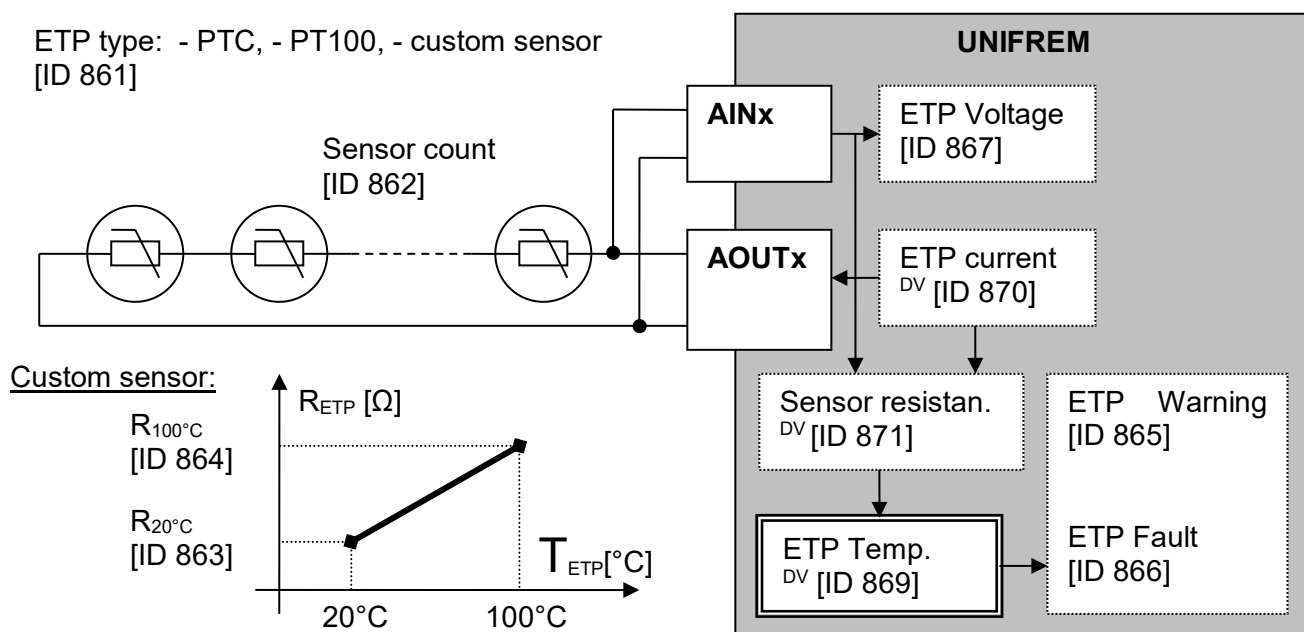 ETP type:  - PTC, - PT100, - custom sensor
[ID 861]
UNIFREM
AINx
ETP Voltage
[ID 867]
Sensor count
[ID 862]
AOUTx
ETP current
DV [ID 870]
Custom sensor:
RETP [Ω]
R100°C
[ID 864]
R20°C
[ID 863]
TETP[°C]
20°C
100°C
Sensor resistan.
DV [ID 871]
ETP Warning
[ID 865]
ETP Temp.
DV [ID 869]
ETP Fault
[ID 866]